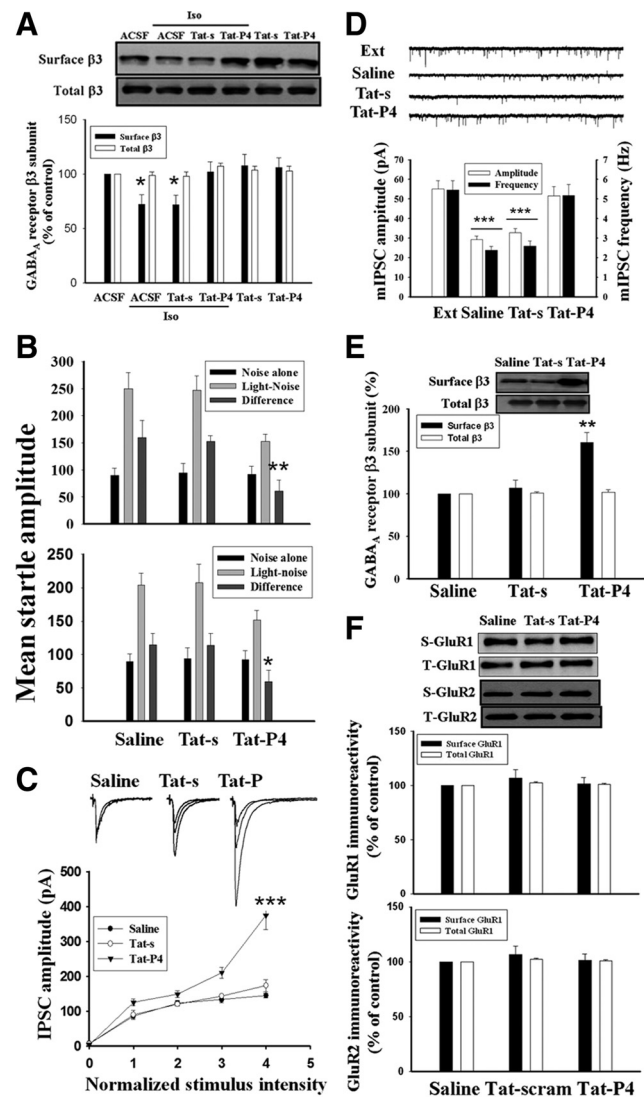 A
Iso
ACSF ACSF Tat-s Tat-P4 Tat-s Tat-P4
Surface β3
Total β3
GABAA receptor β3 subunit
(% of control)
150
100
50
0
Surface β3
Total β3
* *
ACSF ACSF Tat-s Tat-P4 Tat-s Tat-P4
Iso
B
Mean startle amplitude
300
250
200
150
100
50
0
Noise alone
Light-Noise
Difference
**
250
200
150
100
50
0
Noise alone
Light-noise
Difference
*
Saline Tat-s Tat-P4
C
Saline Tat-s Tat-P
IPSC amplitude (pA)
500
400
300
200
100
0
Saline
Tat-s
Tat-P4
***
0 1 2 3 4 5
Normalized stimulus intensity
D
Ext
Saline
Tat-s
Tat-P4
mIPSC ampitude (pA)
70
60
50
40
30
20
10
0
Amplitude
Frequency
*** ***
7
6
5
4
3
2
1
0
mIPSC frequency (Hz)
Ext Saline Tat-s Tat-P4
E
Saline Tat-s Tat-P4
Surface β3
Total β3
GABAA receptor β3 subunit (%)
200
150
100
50
0
Surface β3
Total β3
**
Saline Tat-s Tat-P4
F
Saline Tat-s Tat-P4
S-GluR1
T-GluR1
S-GluR2
T-GluR2
GluR1 immunoreactivity
(% of control)
150
100
50
0
Surface GluR1
Total GluR1
GluR2 immunoreactivity
(% of control)
150
100
50
0
Surface GluR1
Total GluR1
Saline Tat-scram Tat-P4